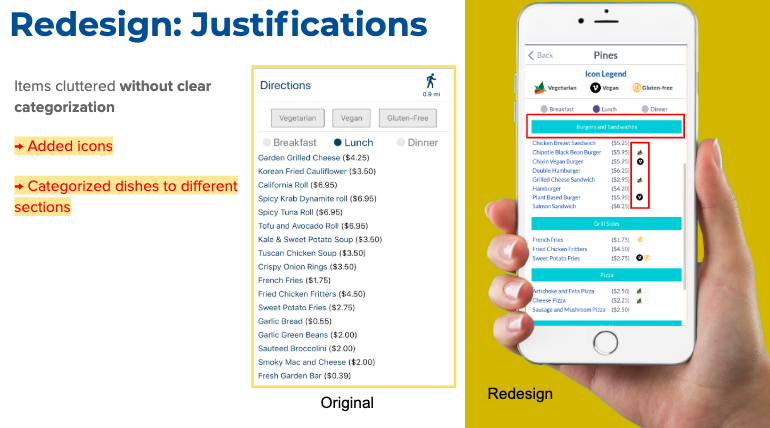 Redesign: Justifications
Items cluttered without clear
categorization
→ Added icons
→ Categorized dishes to different
sections
Directions
0.9 mi
Vegetarian Vegan Gluten-Free
Breakfast Lunch Dinner
Garden Grilled Cheese ($4.25)
Korean Fried Cauliflower ($3.50)
California Roll ($6.95)
Spicy Krab Dynamite roll ($6.95)
Spicy Tuna Roll ($6.95)
Tofu and Avocado Roll ($6.95)
Kale & Sweet Potato Soup ($3.50)
Tuscan Chicken Soup ($3.50)
Crispy Onion Rings ($3.50)
French Fries ($1.75)
Fried Chicken Fritters ($4.50)
Sweet Potato Fries ($2.75)
Garlic Bread ($0.55)
Garlic Green Beans ($2.00)
Sauteed Broccolini ($2.00)
Smoky Mac and Cheese ($2.00)
Fresh Garden Bar ($0.39)
Original
Back Pines
Icon Legend
Vegetarian V Vegan Gluten-free
Breakfast Lunch Dinner
Burgers and Sandwiches
Chicken Breast Sandwich ($5.25)
Chipotle Black Bean Burger ($5.95)
Chixin Vegan Burger ($5.95) V
Double Hamburger ($6.25)
Grilled Cheese Sandwich ($2.95)
Hamburger ($4.20)
Plant Based Burger ($5.95) V
Salmon Sandwich ($8.25)
Grill Sides
French Fries ($1.75)
Fried Chicken Fritters ($4.50)
Sweet Potato Fries ($2.75) V
Pizza
Artichoke and Feta Pizza ($2.50)
Cheese Pizza ($2.25)
Sausage and Mushroom Pizza ($2.50)
Redesign